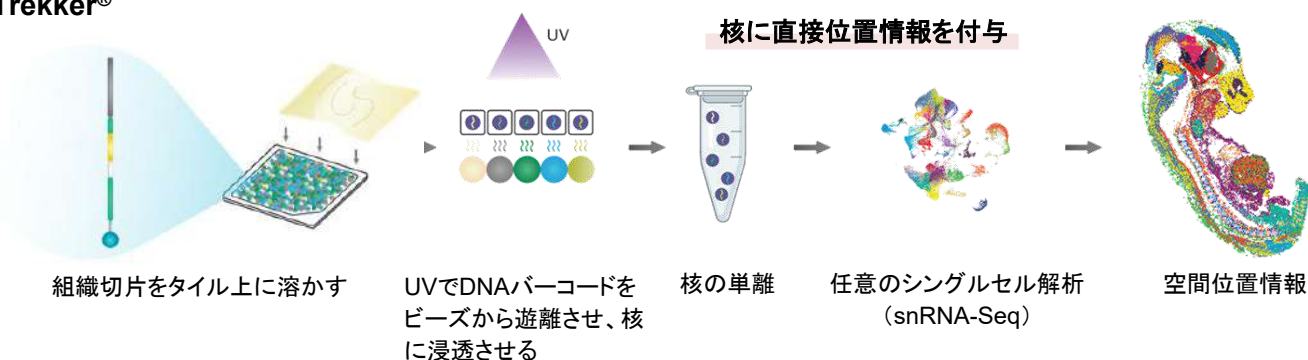 Trekker®
UV
核に直接位置情報を付与
組織切片をタイル上に溶かす
UVでDNAバーコードを
ビーズから遊離させ、核
に浸透させる
核の単離
任意のシングルセル解析
（snRNA-Seq）
空間位置情報